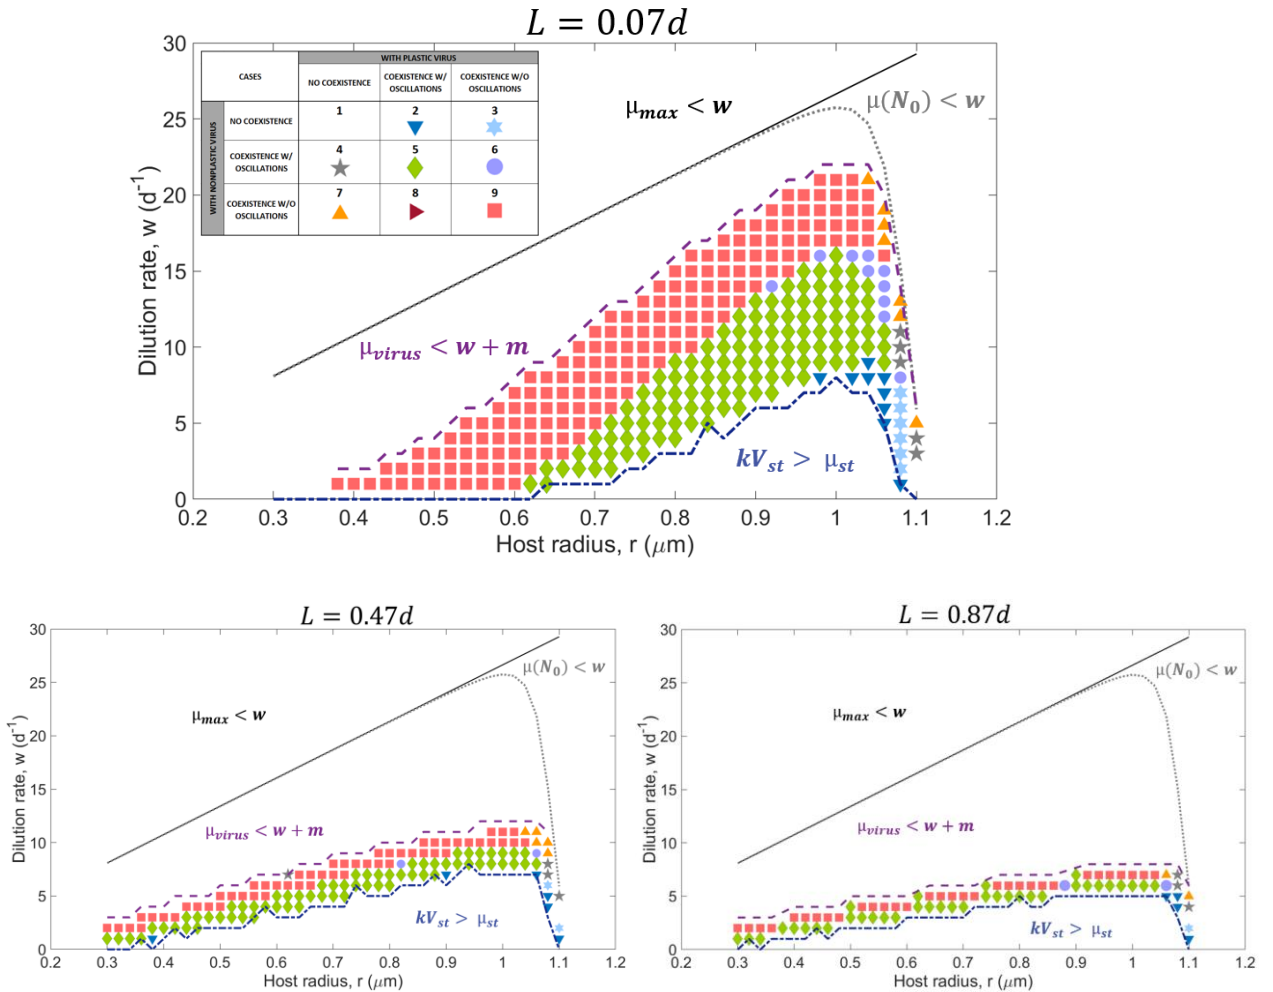 L = 0.07d
30
25
20
15
10
5
0
Dilution rate, w (d⁻¹)
CASES
WITH PLASTIC VIRUS
NO COEXISTENCE
COEXISTENCE W/ OSCILLATIONS
COEXISTENCE W/O OSCILLATIONS
WITH NONPLASTIC VIRUS
NO COEXISTENCE
1
2
3
COEXISTENCE W/ OSCILLATIONS
4
5
6
COEXISTENCE W/O OSCILLATIONS
7
8
9
μmax < w
μ(N0) < w
μvirus < w + m
kVst > μst
0.2 0.3 0.4 0.5 0.6 0.7 0.8 0.9 1 1.1 1.2
Host radius, r (μm)
L = 0.47d
30
25
20
15
10
5
0
Dilution rate, w (d⁻¹)
μ(N0) < w
μmax < w
μvirus < w + m
kVst > μst
0.2 0.3 0.4 0.5 0.6 0.7 0.8 0.9 1 1.1 1.2
Host radius, r (μm)
L = 0.87d
30
25
20
15
10
5
0
Dilution rate, w (d⁻¹)
μ(N0) < w
μmax < w
μvirus < w + m
kVst > μst
0.2 0.3 0.4 0.5 0.6 0.7 0.8 0.9 1 1.1 1.2
Host radius, r (μm)